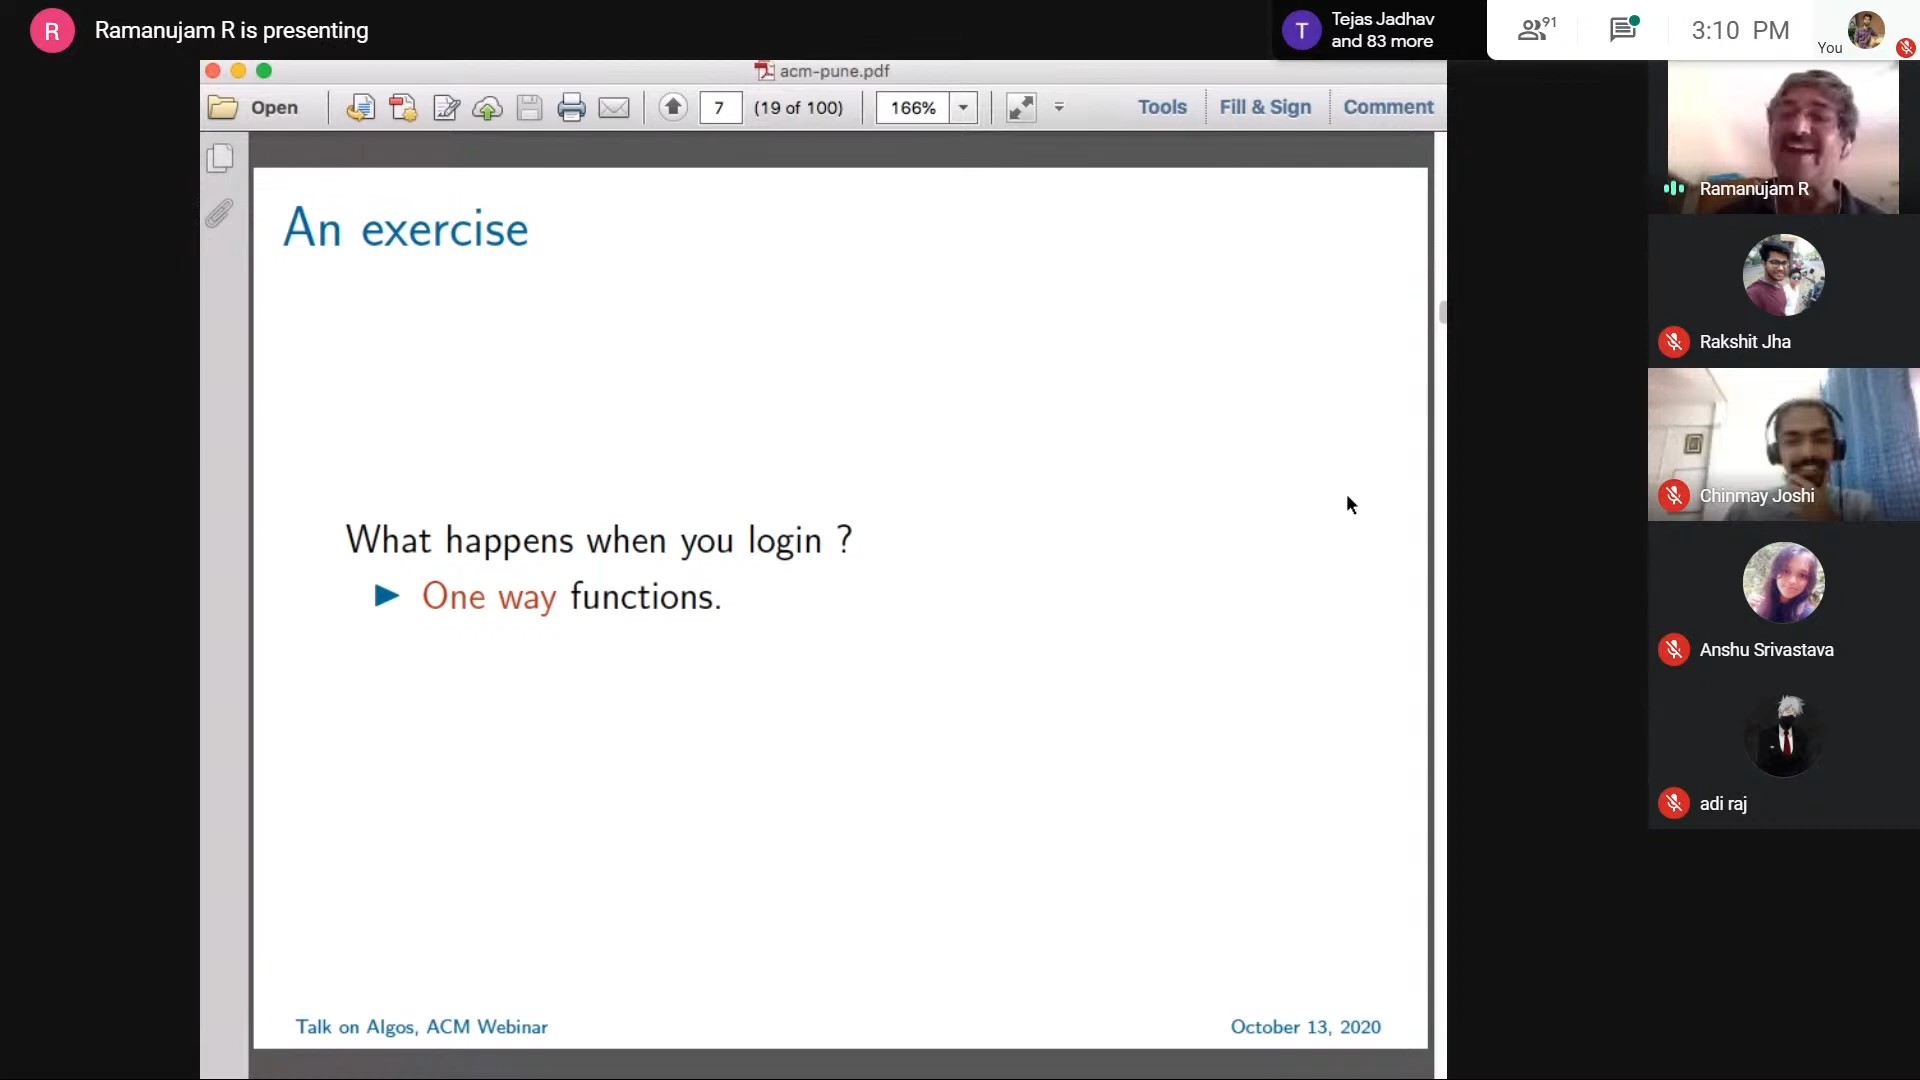 R
Ramanujam R is presenting
T
Tejas Jadhav
and 83 more
91
3:10 PM
You
acm-pune.pdf
Open
7
(19 of 100)
166%
Tools
Fill & Sign
Comment
An exercise
What happens when you login ?
One way functions.
Talk on Algos, ACM Webinar
October 13, 2020
Ramanujam R
Rakshit Jha
Chinmay Joshi
Anshu Srivastava
adi raj